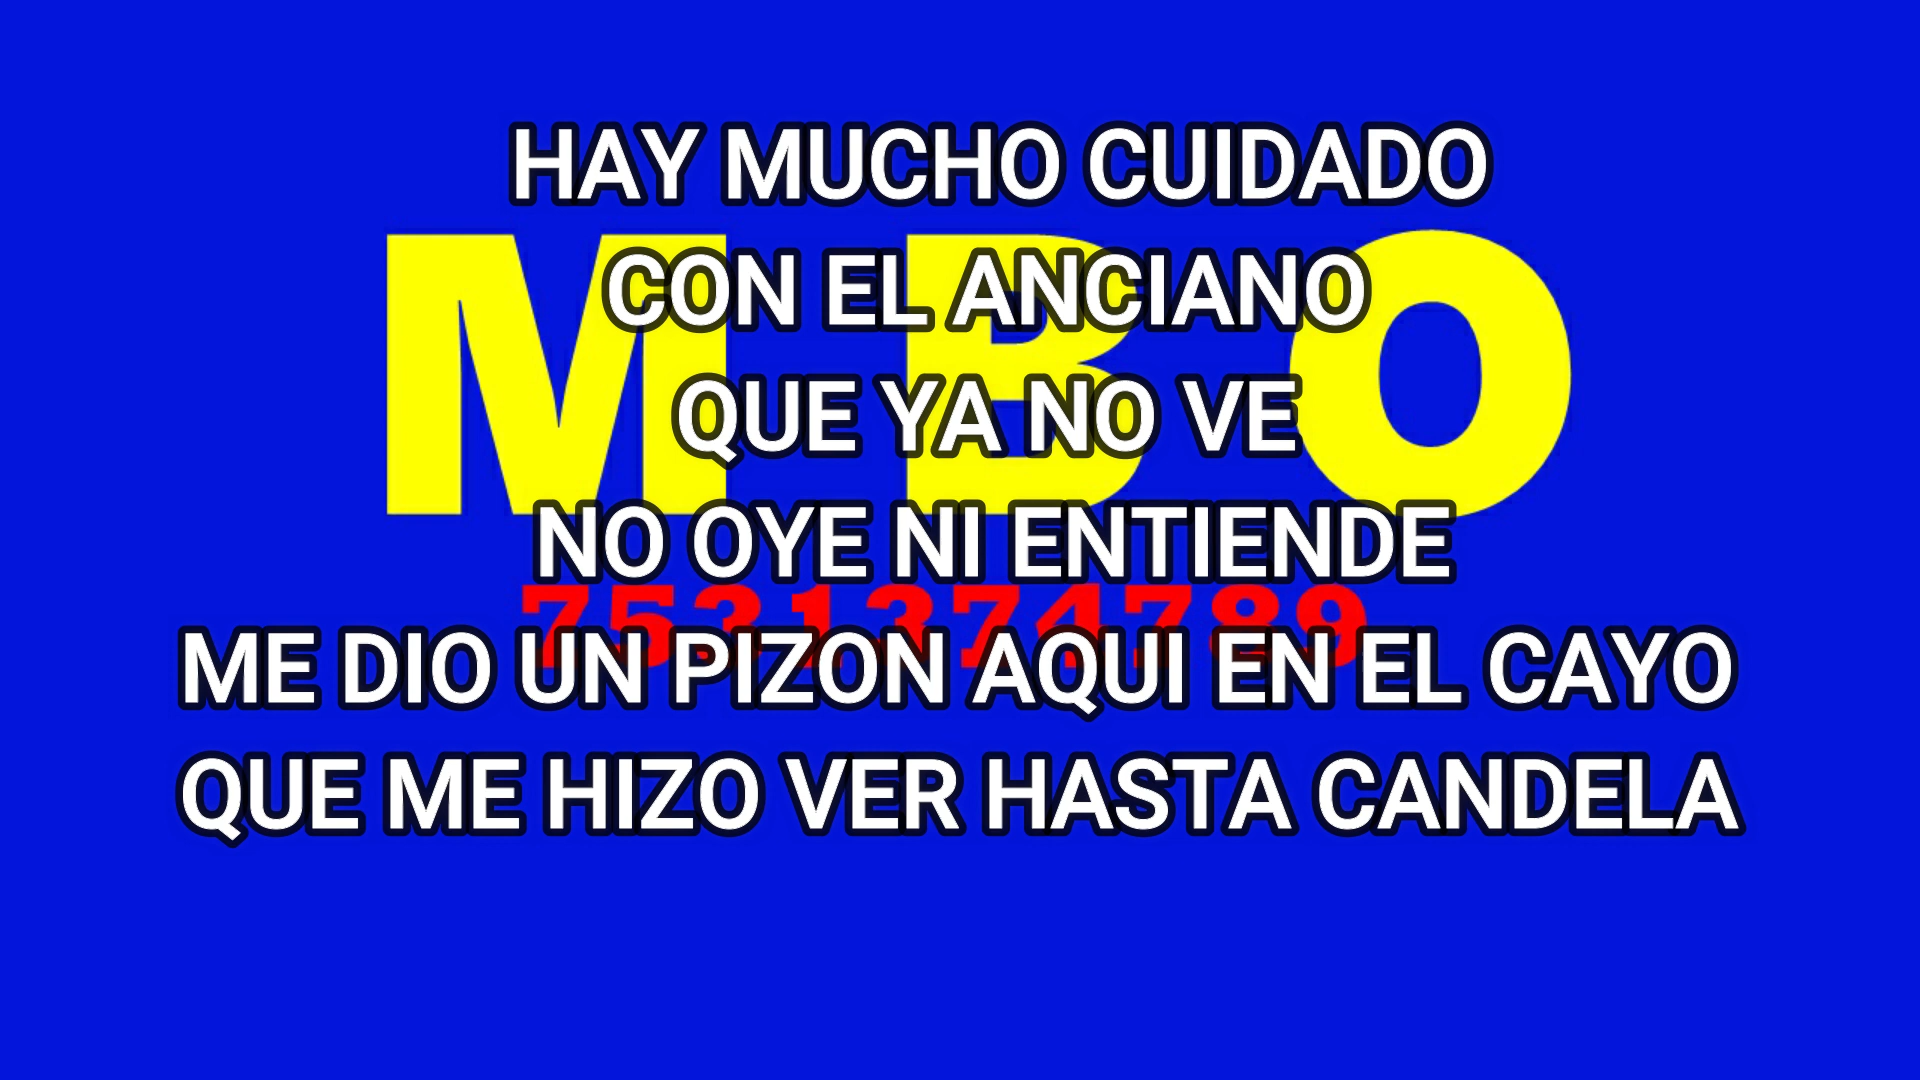 HAY MUCHO CUIDADO
M B O
CON EL ANCIANO
QUE YA NO VE
NO OYE NI ENTIENDE
7531374789
ME DIO UN PIZON AQUI EN EL CAYO
QUE ME HIZO VER HASTA CANDELA